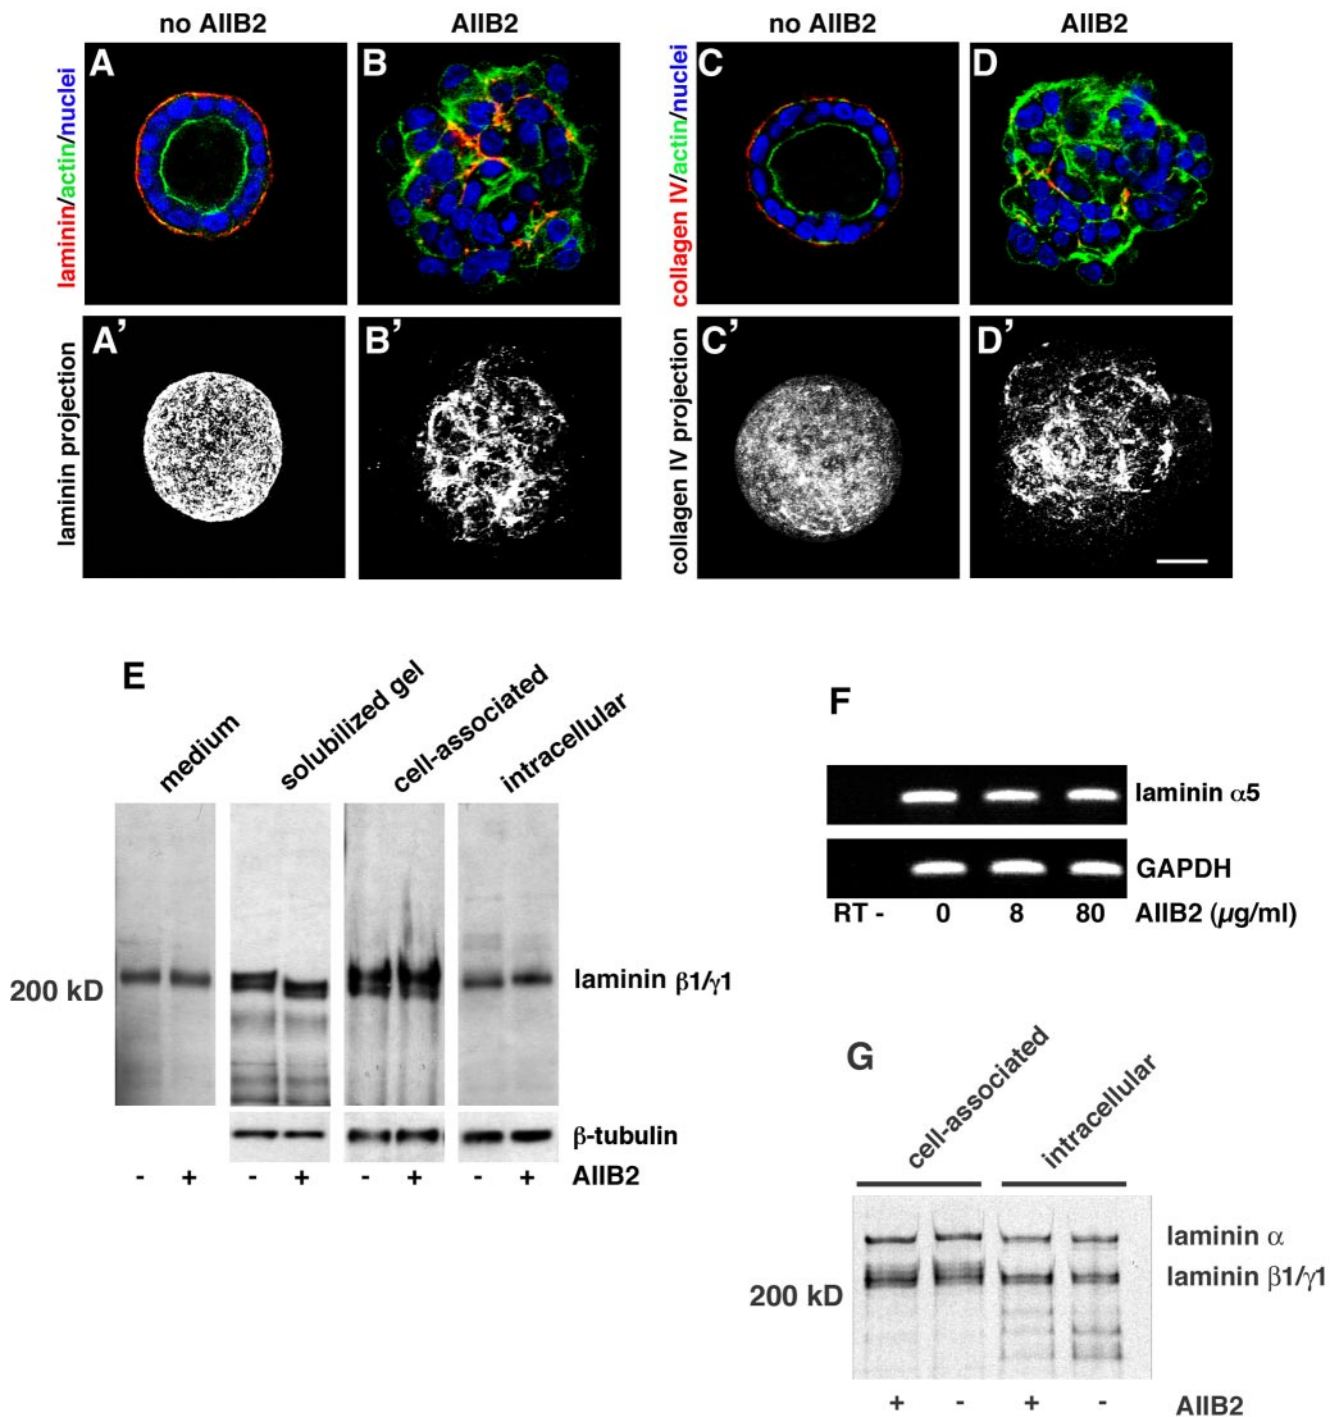 no AIIB2
AIIB2
no AIIB2
AIIB2
laminin/actin/nuclei
A
B
collagen IV/actin/nuclei
C
D
laminin projection
A'
B'
collagen IV projection
C'
D'
E
medium
solubilized gel
cell-associated
intracellular
200 kD
laminin β1/γ1
β-tubulin
- + - + - + - + AIIB2
F
laminin α5
GAPDH
RT - 0 8 80 AIIB2 (µg/ml)
G
cell-associated
intracellular
laminin α
laminin β1/γ1
200 kD
+ - + - AIIB2